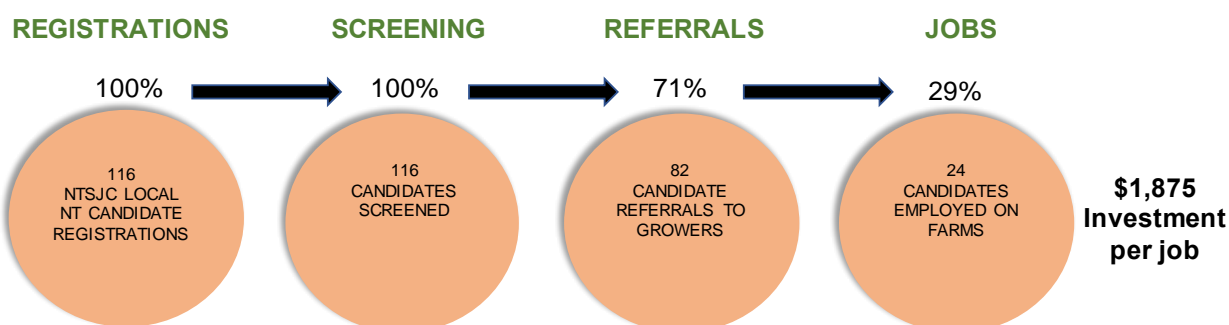 REGISTRATIONS
SCREENING
REFERRALS
JOBS
100%
100%
71%
29%
116
NTSJC LOCAL
NT CANDIDATE
REGISTRATIONS
116
CANDIDATES
SCREENED
82
CANDIDATE
REFERRALS TO
GROWERS
24
CANDIDATES
EMPLOYED ON
FARMS
$1,875
Investment
per job